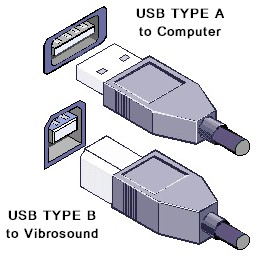 USB TYPE A
to Computer
USB TYPE B
to Vibrosound